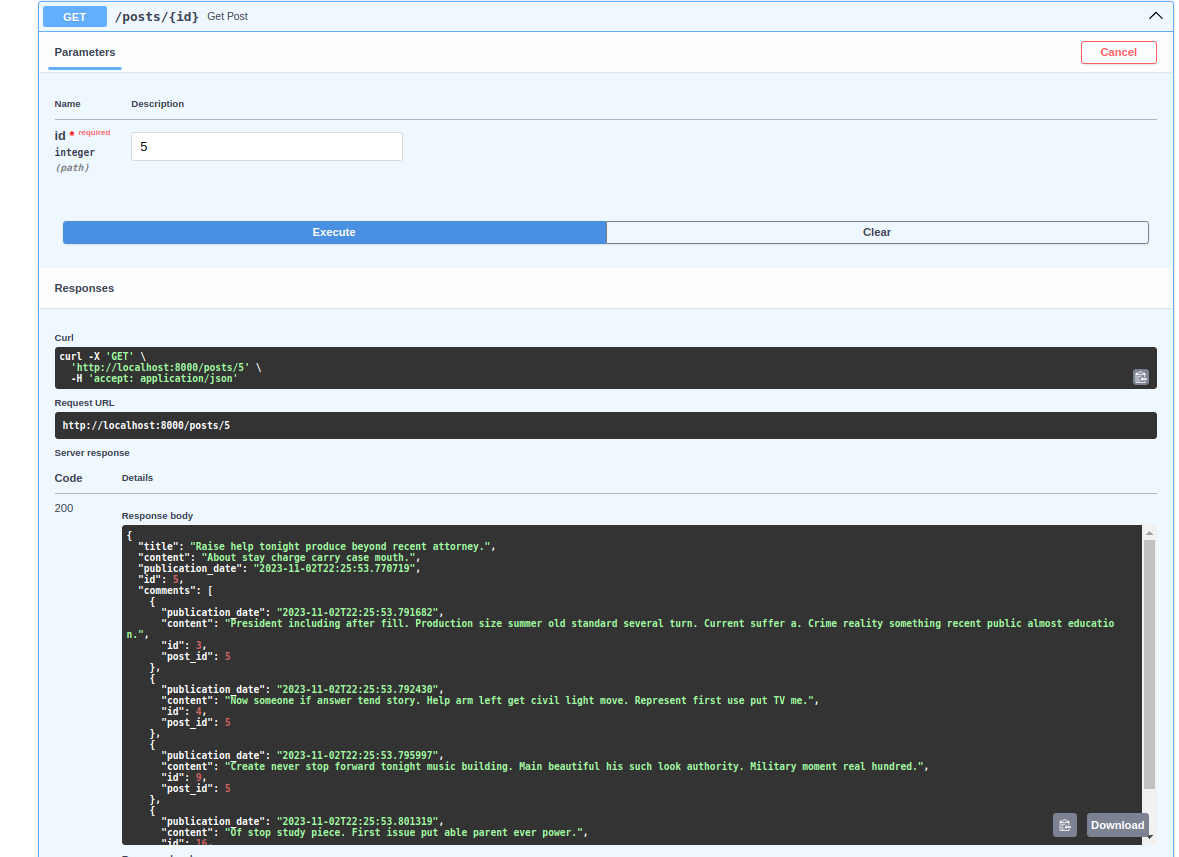 GET /posts/{id} Get Post
Parameters Cancel
Name Description
id * required 5
integer
(path)
Execute Clear
Responses
Curl
curl -X 'GET' \
  'http://localhost:8000/posts/5' \
  -H 'accept: application/json'
Request URL
http://localhost:8000/posts/5
Server response
Code Details
200
Response body
{
  "title": "Raise help tonight produce beyond recent attorney.",
  "content": "About stay charge carry case mouth.",
  "publication_date": "2023-11-02T22:25:53.770719",
  "id": 5,
  "comments": [
    {
      "publication_date": "2023-11-02T22:25:53.791682",
      "content": "President including after fill. Production size summer old standard several turn. Current suffer a. Crime reality something recent public almost educatio
n.",
      "id": 3,
      "post_id": 5
    },
    {
      "publication_date": "2023-11-02T22:25:53.792430",
      "content": "Now someone if answer tend story. Help arm left get civil light move. Represent first use put TV me.",
      "id": 4,
      "post_id": 5
    },
    {
      "publication_date": "2023-11-02T22:25:53.795997",
      "content": "Create never stop forward tonight music building. Main beautiful his such look authority. Military moment real hundred.",
      "id": 9,
      "post_id": 5
    },
    {
      "publication_date": "2023-11-02T22:25:53.801319",
      "content": "Of stop study piece. First issue put able parent ever power.",
      "id": 16,
Download